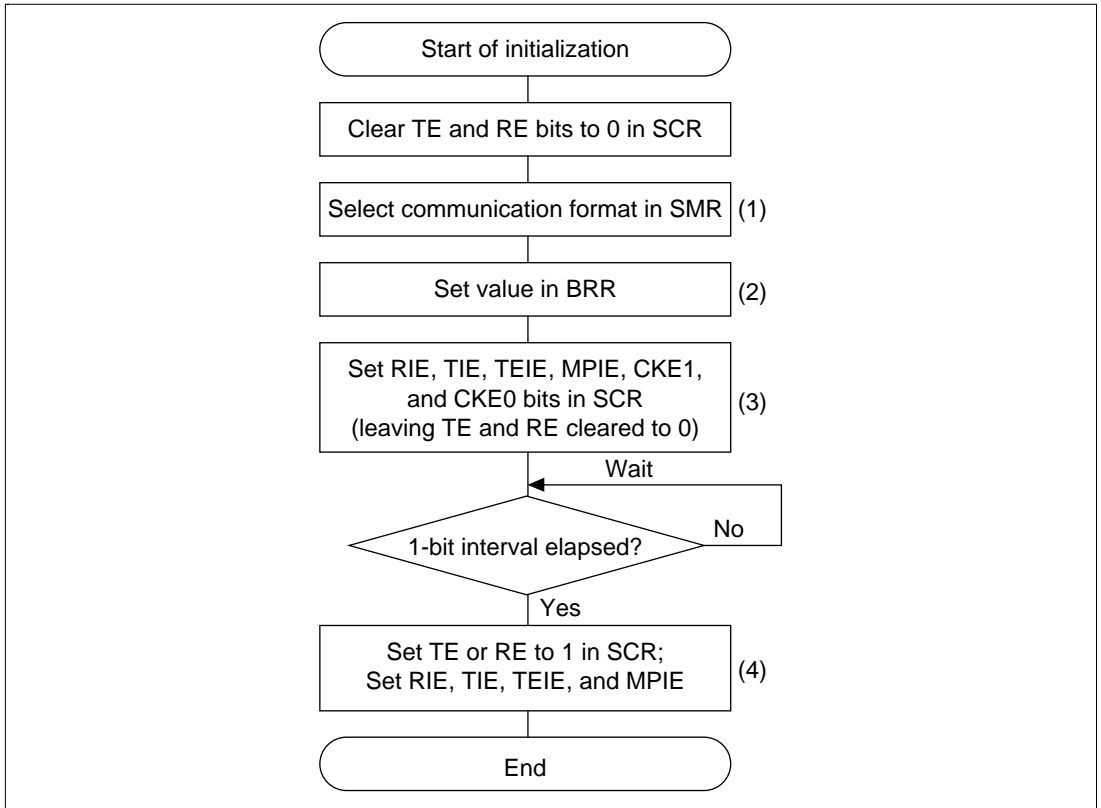 Start of initialization
Clear TE and RE bits to 0 in SCR
Select communication format in SMR
(1)
Set value in BRR
(2)
Set RIE, TIE, TEIE, MPIE, CKE1,
and CKE0 bits in SCR
(leaving TE and RE cleared to 0)
(3)
Wait
1-bit interval elapsed?
No
Yes
Set TE or RE to 1 in SCR;
Set RIE, TIE, TEIE, and MPIE
(4)
End